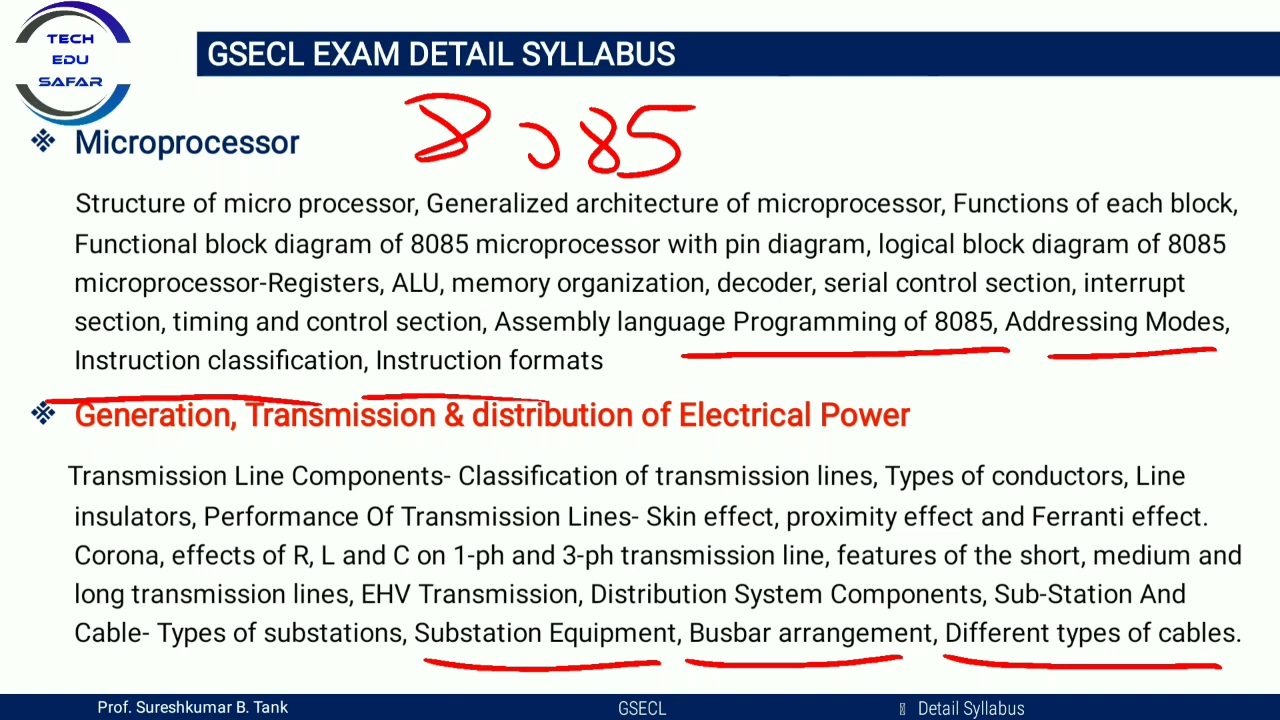 TECH
EDU
SAFAR
GSECL EXAM DETAIL SYLLABUS
8085
Microprocessor
Structure of micro processor, Generalized architecture of microprocessor, Functions of each block,
Functional block diagram of 8085 microprocessor with pin diagram, logical block diagram of 8085
microprocessor-Registers, ALU, memory organization, decoder, serial control section, interrupt
section, timing and control section, Assembly language Programming of 8085, Addressing Modes,
Instruction classification, Instruction formats
Generation, Transmission & distribution of Electrical Power
Transmission Line Components- Classification of transmission lines, Types of conductors, Line
insulators, Performance Of Transmission Lines- Skin effect, proximity effect and Ferranti effect.
Corona, effects of R, L and C on 1-ph and 3-ph transmission line, features of the short, medium and
long transmission lines, EHV Transmission, Distribution System Components, Sub-Station And
Cable- Types of substations, Substation Equipment, Busbar arrangement, Different types of cables.
Prof. Sureshkumar B. Tank
GSECL
Detail Syllabus